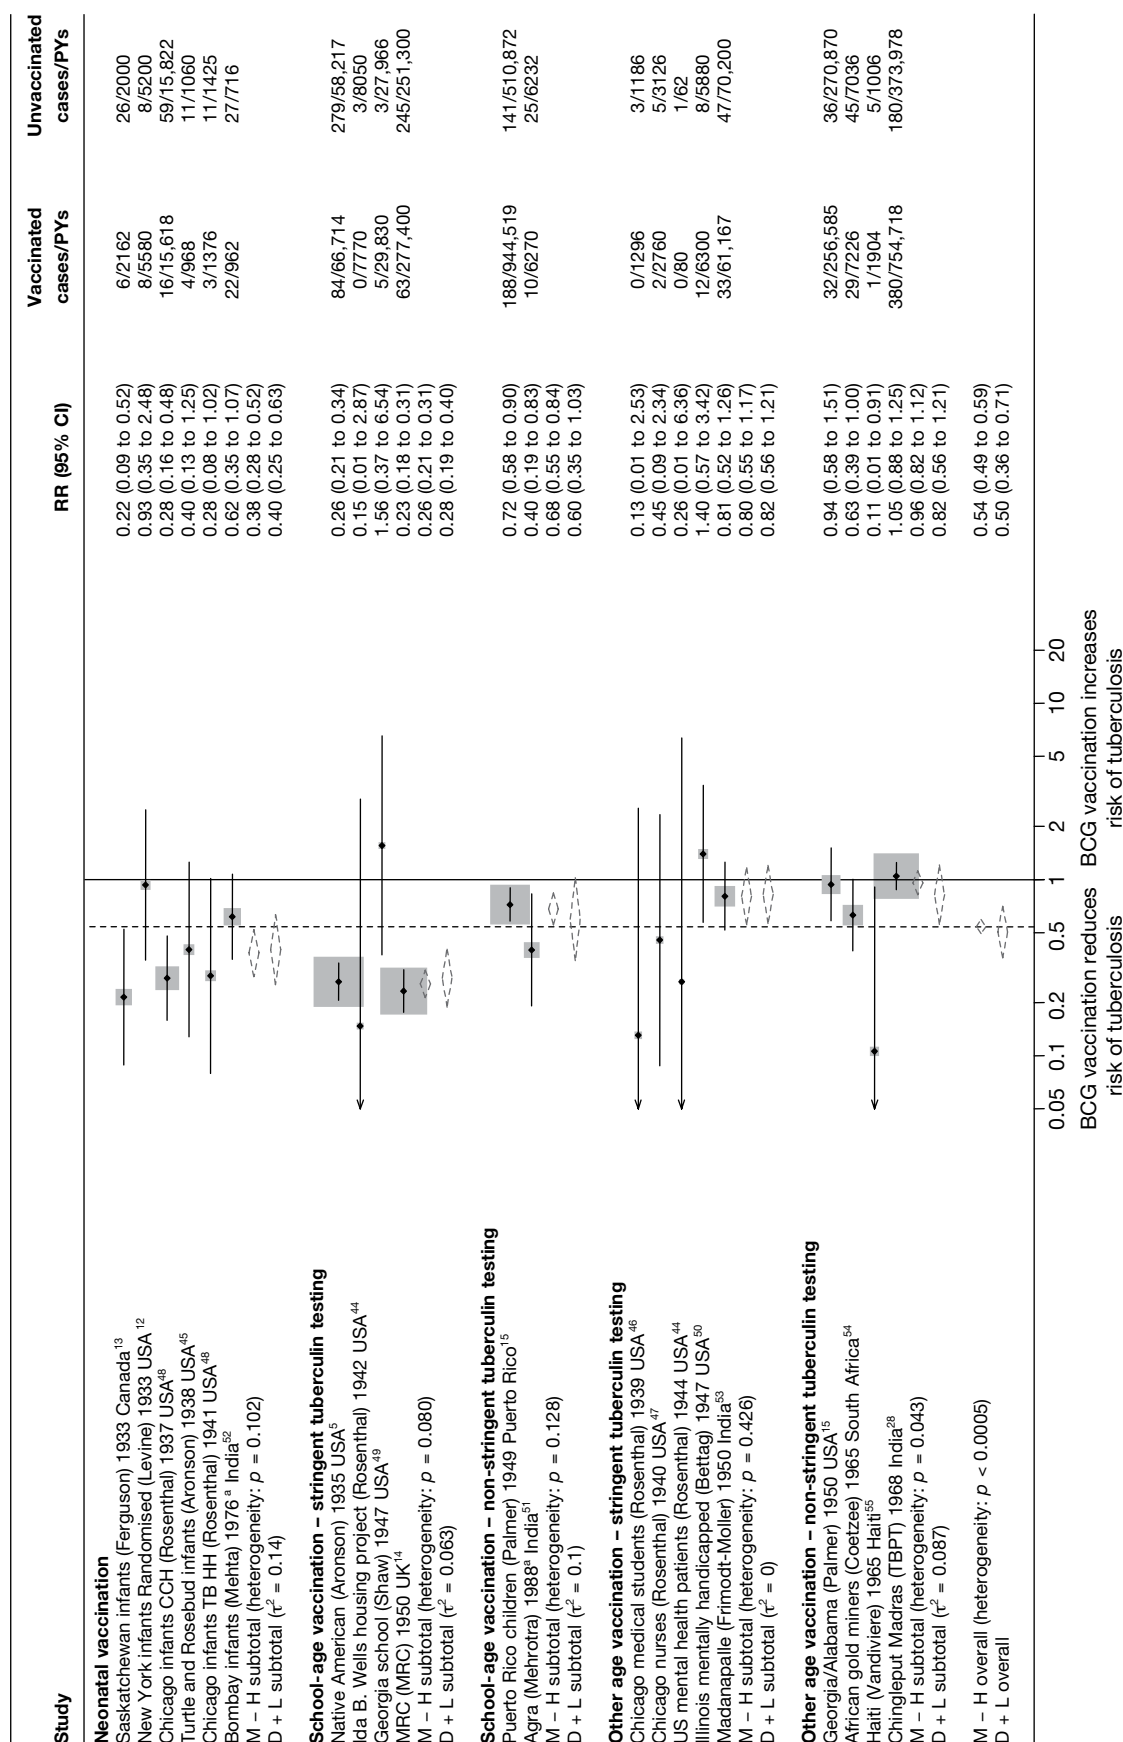 Study RR (95% CI) Vaccinated cases/PYs Unvaccinated cases/PYs
Neonatal vaccination
Saskatchewan infants (Ferguson) 1933 Canada13 0.22 (0.09 to 0.52) 6/2162 26/2000
New York infants Randomised (Levine) 1933 USA12 0.93 (0.35 to 2.48) 8/5580 8/5200
Chicago infants CCH (Rosenthal) 1937 USA48 0.28 (0.16 to 0.48) 16/15,618 59/15,822
Turtle and Rosebud infants (Aronson) 1938 USA45 0.40 (0.13 to 1.25) 4/968 11/1060
Chicago infants TB HH (Rosenthal) 1941 USA48 0.28 (0.08 to 1.02) 3/1376 11/1425
Bombay infants (Mehta) 1976a India52 0.62 (0.35 to 1.07) 22/962 27/716
M – H subtotal (heterogeneity: p = 0.102) 0.38 (0.28 to 0.52)
D + L subtotal (τ2 = 0.14) 0.40 (0.25 to 0.63)
School-age vaccination – stringent tuberculin testing
Native American (Aronson) 1935 USA5 0.26 (0.21 to 0.34) 84/66,714 279/58,217
Ida B. Wells housing project (Rosenthal) 1942 USA44 0.15 (0.01 to 2.87) 0/7770 3/8050
Georgia school (Shaw) 1947 USA49 1.56 (0.37 to 6.54) 5/29,830 3/27,966
MRC (MRC) 1950 UK14 0.23 (0.18 to 0.31) 63/277,400 245/251,300
M – H subtotal (heterogeneity: p = 0.080) 0.26 (0.21 to 0.31)
D + L subtotal (τ2 = 0.063) 0.28 (0.19 to 0.40)
School-age vaccination – non-stringent tuberculin testing
Puerto Rico children (Palmer) 1949 Puerto Rico15 0.72 (0.58 to 0.90) 188/944,519 141/510,872
Agra (Mehrotra) 1988a India51 0.40 (0.19 to 0.83) 10/6270 25/6232
M – H subtotal (heterogeneity: p = 0.128) 0.68 (0.55 to 0.84)
D + L subtotal (τ2 = 0.1) 0.60 (0.35 to 1.03)
Other age vaccination – stringent tuberculin testing
Chicago medical students (Rosenthal) 1939 USA46 0.13 (0.01 to 2.53) 0/1296 3/1186
Chicago nurses (Rosenthal) 1940 USA47 0.45 (0.09 to 2.34) 2/2760 5/3126
US mental health patients (Rosenthal) 1944 USA44 0.26 (0.01 to 6.36) 0/80 1/62
Illinois mentally handicapped (Bettag) 1947 USA50 1.40 (0.57 to 3.42) 12/6300 8/5880
Madanapalle (Frimodt-Moller) 1950 India53 0.81 (0.52 to 1.26) 33/61,167 47/70,200
M – H subtotal (heterogeneity: p = 0.426) 0.80 (0.55 to 1.17)
D + L subtotal (τ2 = 0) 0.82 (0.56 to 1.21)
Other age vaccination – non-stringent tuberculin testing
Georgia/Alabama (Palmer) 1950 USA15 0.94 (0.58 to 1.51) 32/256,585 36/270,870
African gold miners (Coetzee) 1965 South Africa54 0.63 (0.39 to 1.00) 29/7226 45/7036
Haiti (Vandiviere) 1965 Haiti55 0.11 (0.01 to 0.91) 1/1904 5/1006
Chingleput Madras (TBPT) 1968 India28 1.05 (0.88 to 1.25) 380/754,718 180/373,978
M – H subtotal (heterogeneity: p = 0.043) 0.96 (0.82 to 1.12)
D + L subtotal (τ2 = 0.087) 0.82 (0.56 to 1.21)
M – H overall (heterogeneity: p < 0.0005) 0.54 (0.49 to 0.59)
D + L overall 0.50 (0.36 to 0.71)
0.05 0.1 0.2 0.5 1 2 5 10 20
BCG vaccination reduces risk of tuberculosis
BCG vaccination increases risk of tuberculosis